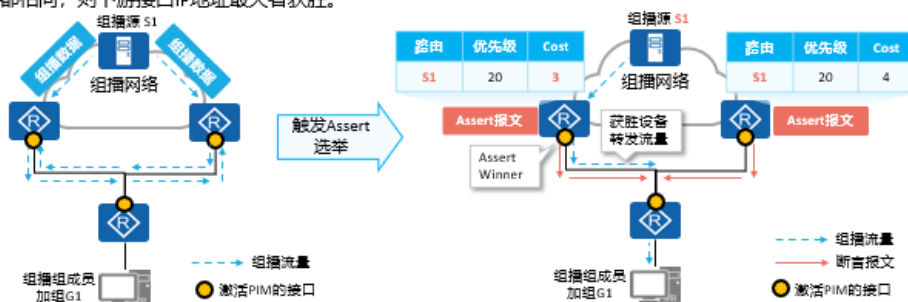 都相同，则下游接口IP地址最大者获胜。
组播源 S1
组播数据
组播数据
组播网络
R
R
R
组播组成员
加组G1
组播流量
激活PIM的接口
触发Assert
选举
组播源 S1
路由 优先级 Cost
S1 20 3
路由 优先级 Cost
S1 20 4
组播网络
Assert报文
R
获胜设备
转发流量
R
Assert报文
Assert
Winner
R
组播组成员
加组G1
组播流量
断言报文
激活PIM的接口